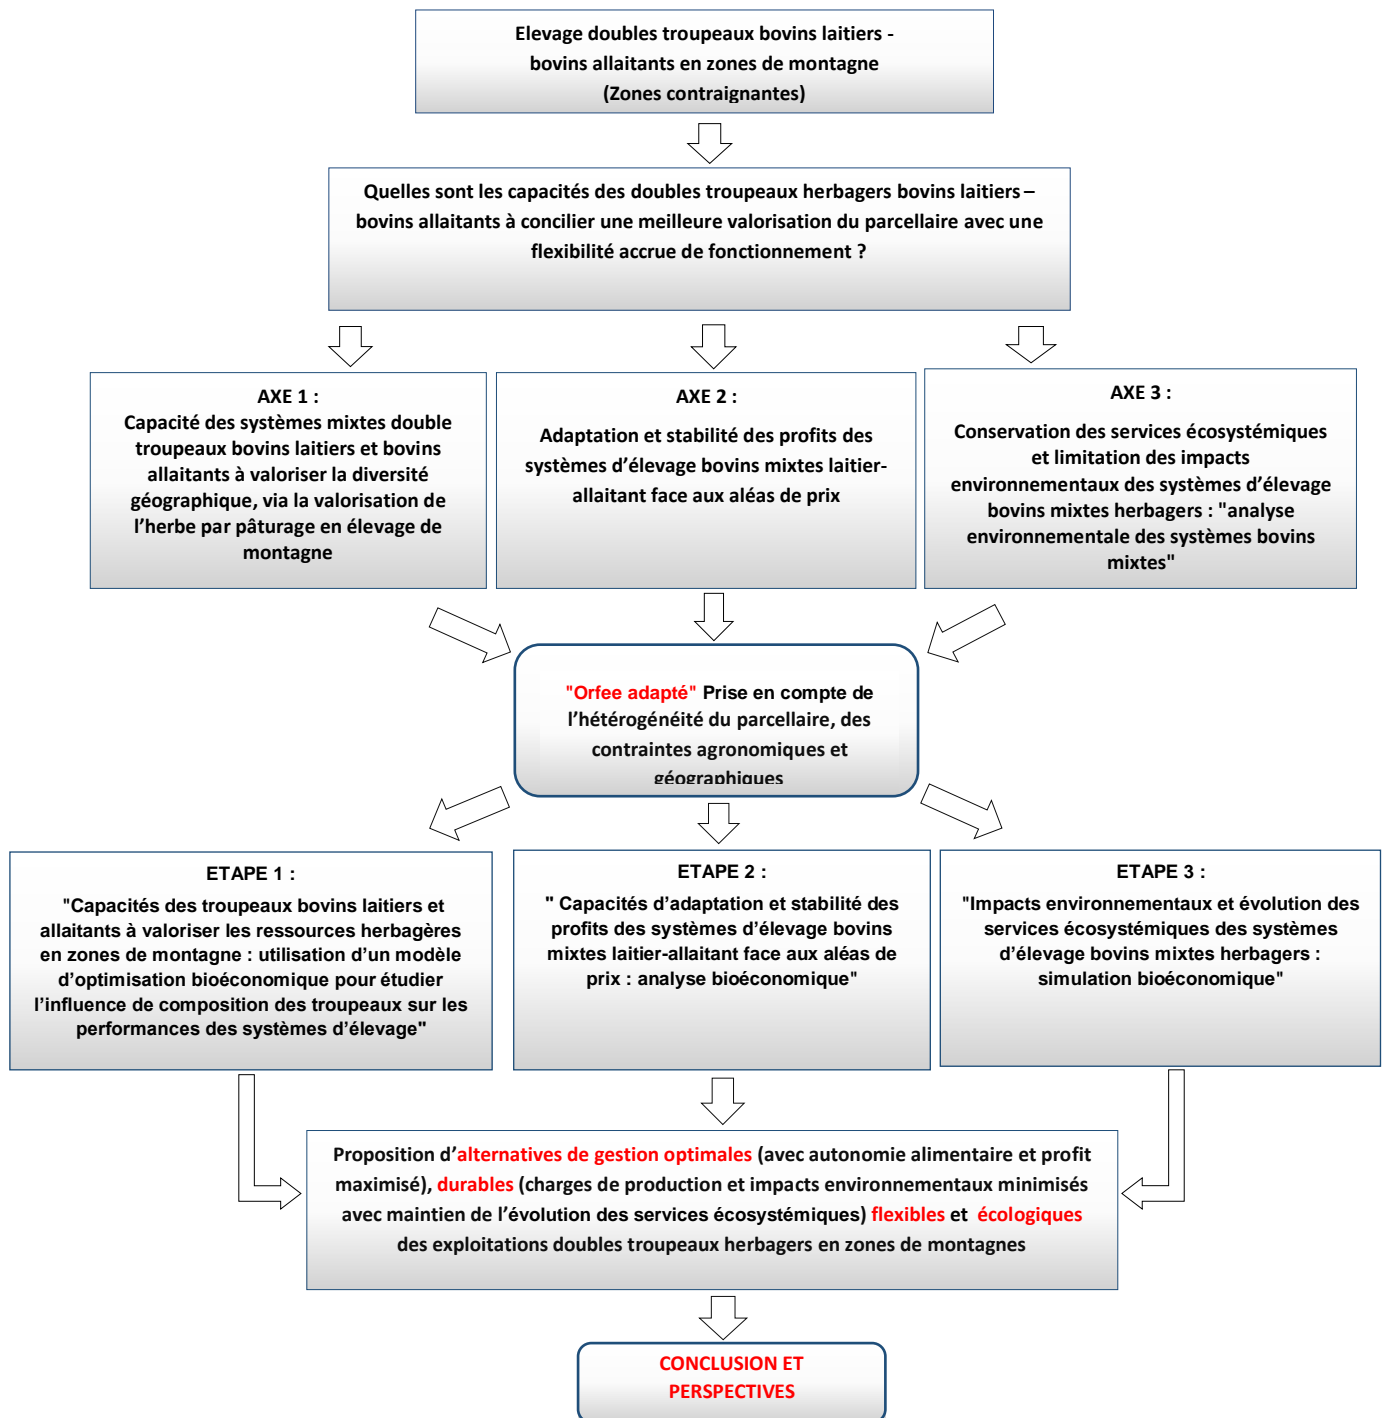 Elevage doubles troupeaux bovins laitiers -
bovins allaitants en zones de montagne
(Zones contraignantes)
Quelles sont les capacités des doubles troupeaux herbagers bovins laitiers –
bovins allaitants à concilier une meilleure valorisation du parcellaire avec une
flexibilité accrue de fonctionnement ?
AXE 1 :
Capacité des systèmes mixtes double
troupeaux bovins laitiers et bovins
allaitants à valoriser la diversité
géographique, via la valorisation de
l’herbe par pâturage en élevage de
montagne
AXE 2 :
Adaptation et stabilité des profits des
systèmes d’élevage bovins mixtes laitier-
allaitant face aux aléas de prix
AXE 3 :
Conservation des services écosystémiques
et limitation des impacts
environnementaux des systèmes d’élevage
bovins mixtes herbagers : "analyse
environnementale des systèmes bovins
mixtes"
"Orfee adapté" Prise en compte de
l’hétérogénéité du parcellaire, des
contraintes agronomiques et
géographiques
ETAPE 1 :
"Capacités des troupeaux bovins laitiers et
allaitants à valoriser les ressources herbagères
en zones de montagne : utilisation d’un modèle
d’optimisation bioéconomique pour étudier
l’influence de composition des troupeaux sur les
performances des systèmes d’élevage"
ETAPE 2 :
" Capacités d’adaptation et stabilité des
profits des systèmes d’élevage bovins
mixtes laitier-allaitant face aux aléas de
prix : analyse bioéconomique"
ETAPE 3 :
"Impacts environnementaux et évolution des
services écosystémiques des systèmes
d’élevage bovins mixtes herbagers :
simulation bioéconomique"
Proposition d’alternatives de gestion optimales (avec autonomie alimentaire et profit
maximisé), durables (charges de production et impacts environnementaux minimisés
avec maintien de l’évolution des services écosystémiques) flexibles et écologiques
des exploitations doubles troupeaux herbagers en zones de montagnes
CONCLUSION ET
PERSPECTIVES